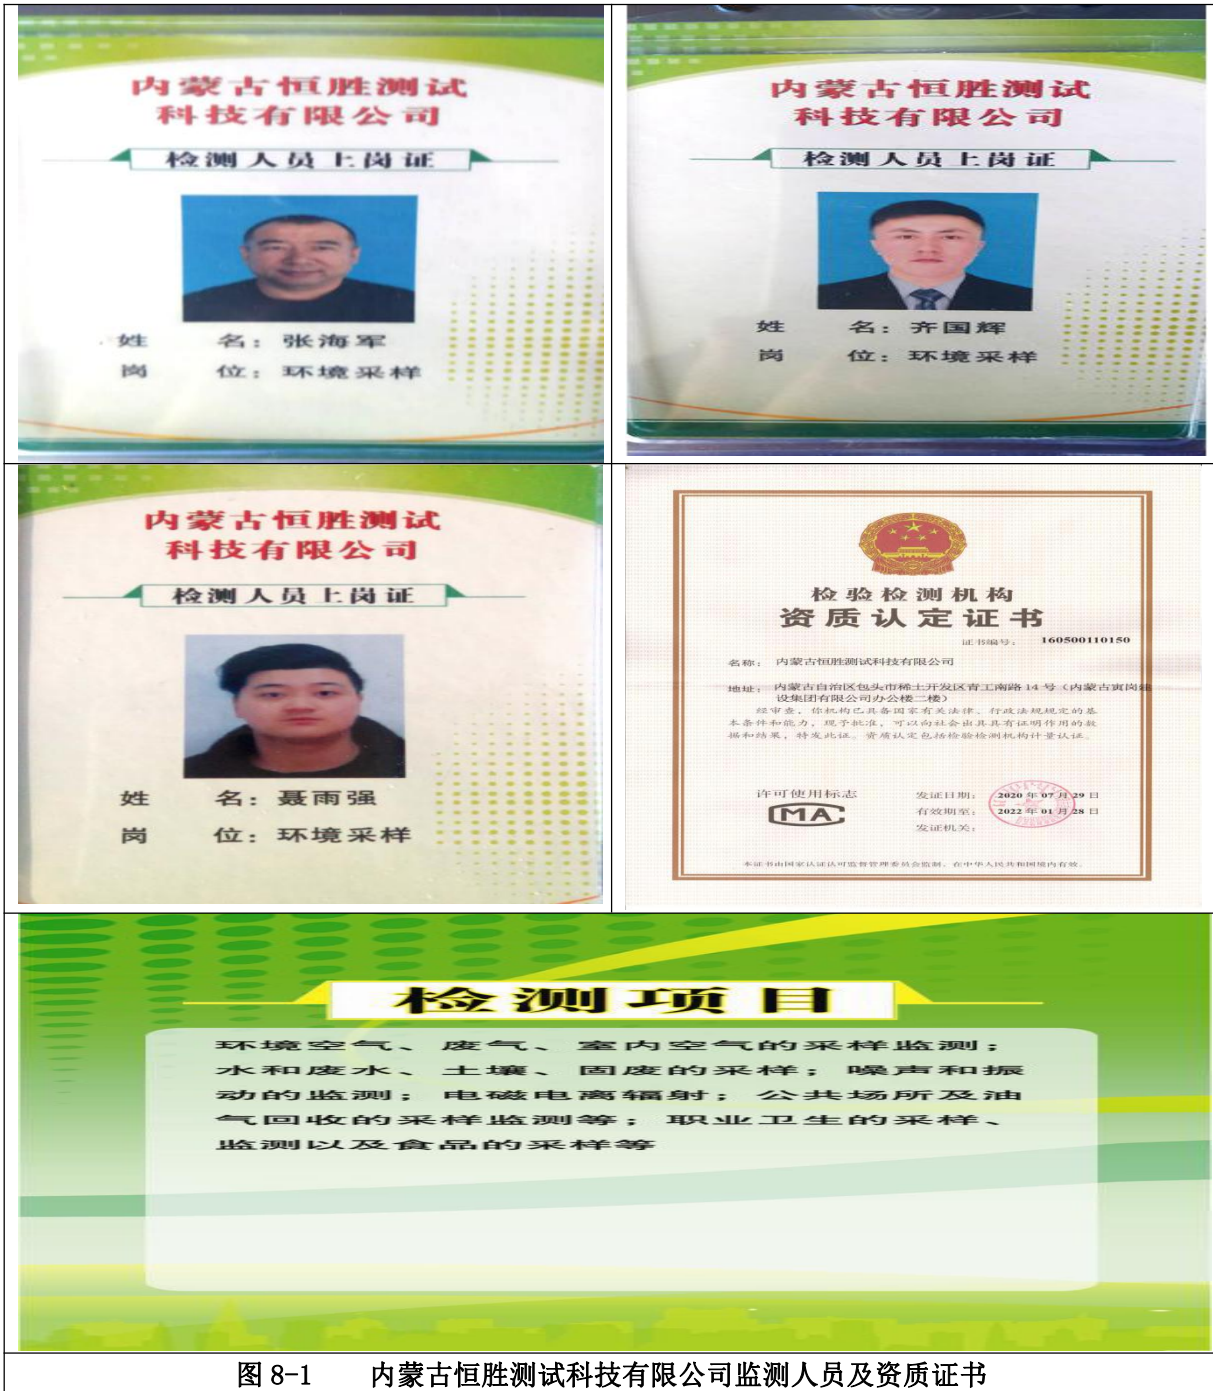 内蒙古恒胜测试
科技有限公司
检测人员上岗证
姓 名：张海军
岗 位：环境采样
内蒙古恒胜测试
科技有限公司
检测人员上岗证
姓 名：齐国辉
岗 位：环境采样
内蒙古恒胜测试
科技有限公司
检测人员上岗证
姓 名：聂雨强
岗 位：环境采样
检验检测机构
资质认定证书
证书编号： 160500110150
名称： 内蒙古恒胜测试科技有限公司
地址： 内蒙古自治区包头市稀土开发区青工南路 14 号（内蒙古寅岗建
设集团有限公司办公楼二楼）
经审查，你机构已具备国家有关法律、行政法规规定的基
本条件和能力，现予批准，可以向社会出具具有证明作用的数
据和结果，特发此证。资质认定包括检验检测机构计量认证。
许可使用标志
MA
发证日期： 2020 年 07 月 29 日
有效期至： 2022 年 01 月 28 日
发证机关：
本证书由国家认证认可监督管理委员会监制，在中华人民共和国境内有效。
检测项目
环境空气、废气、室内空气的采样监测；
水和废水、土壤、固废的采样；噪声和振
动的监测；电磁电离辐射；公共场所及油
气回收的采样监测等；职业卫生的采样、
监测以及食品的采样等
图 8-1 内蒙古恒胜测试科技有限公司监测人员及资质证书